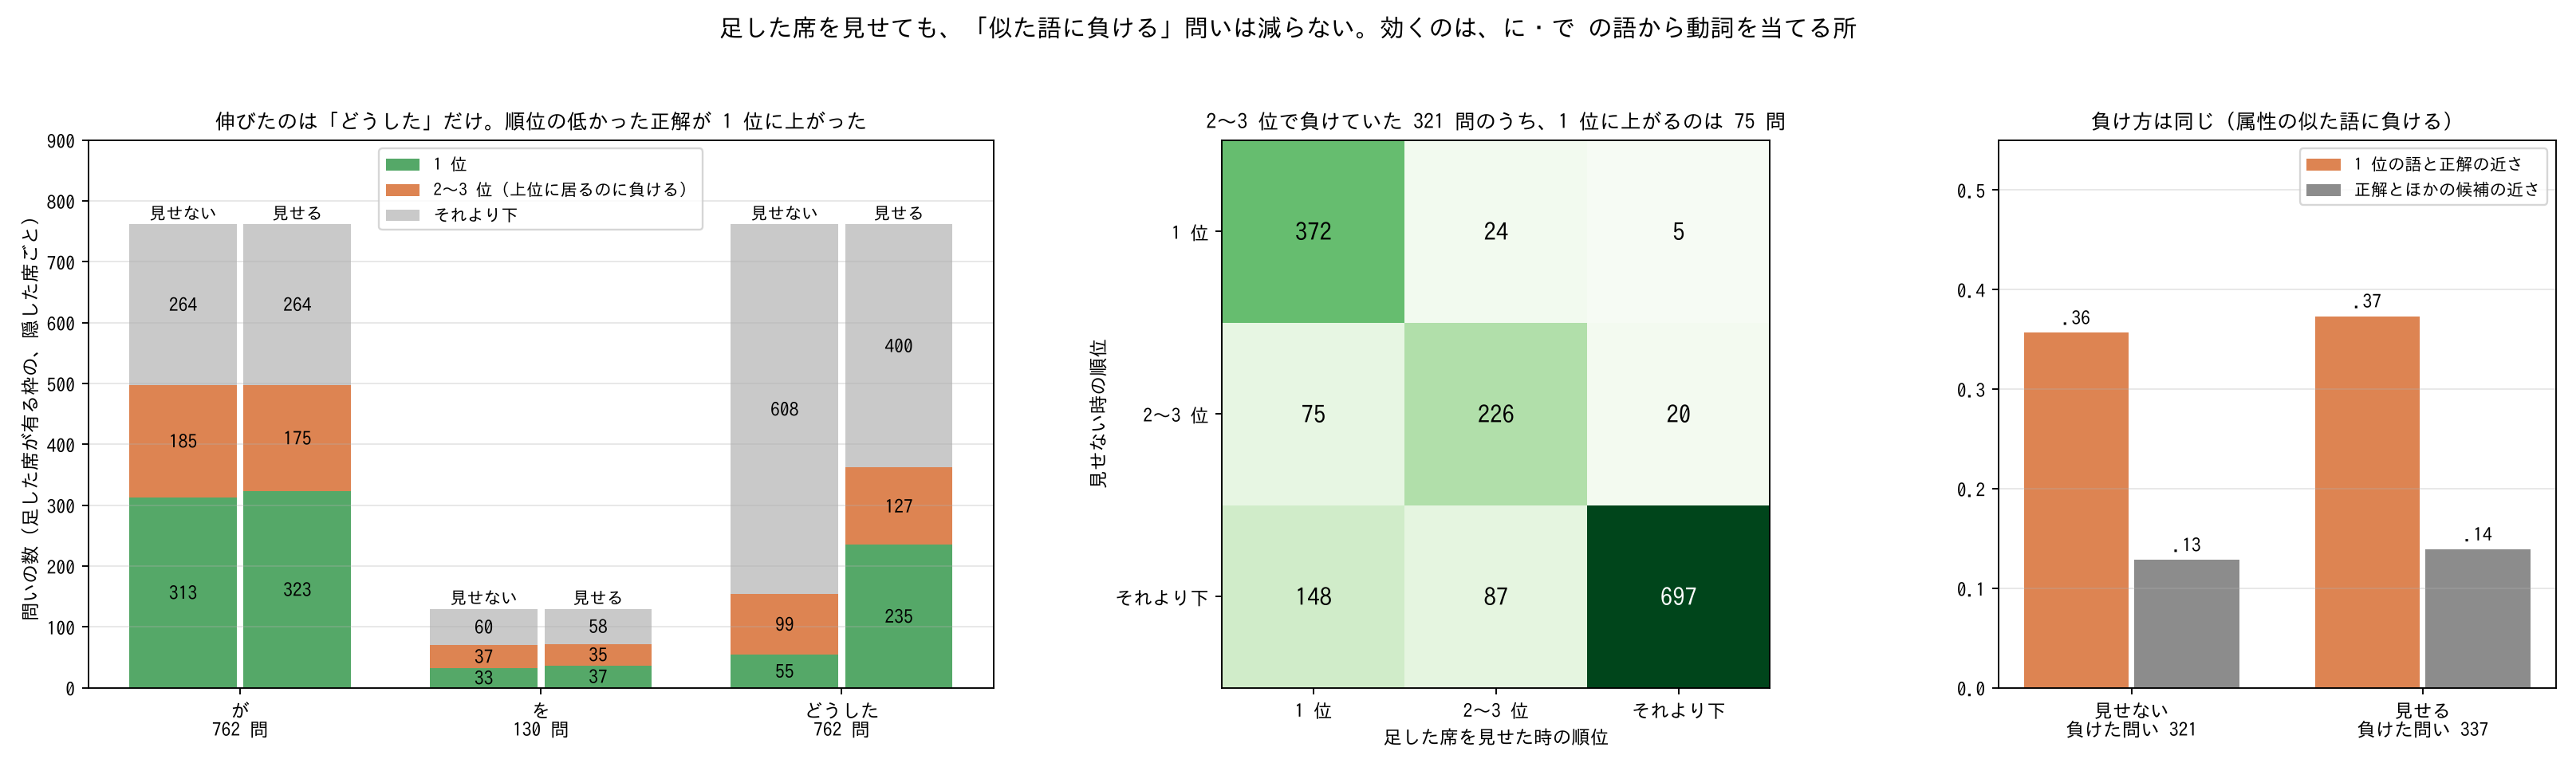 足した席を見せても、「似た語に負ける」問いは減らない。効くのは、に・で の語から動詞を当てる所
伸びたのは「どうした」だけ。順位の低かった正解が 1 位に上がった
問いの数（足した席が有る枠の、隠した席ごと）
900
800
700
600
500
400
300
200
100
0
1 位
2〜3 位（上位に居るのに負ける）
それより下
見せない
見せる
264
264
185
175
313
323
見せない
見せる
60
58
37
35
33
37
見せない
見せる
608
400
99
127
55
235
が
762 問
を
130 問
どうした
762 問
2〜3 位で負けていた 321 問のうち、1 位に上がるのは 75 問
見せない時の順位
1 位
2〜3 位
それより下
372
24
5
75
226
20
148
87
697
1 位
2〜3 位
それより下
足した席を見せた時の順位
負け方は同じ（属性の似た語に負ける）
1 位の語と正解の近さ
正解とほかの候補の近さ
0.5
0.4
0.3
0.2
0.1
0.0
.36
.13
.37
.14
見せない
負けた問い 321
見せる
負けた問い 337